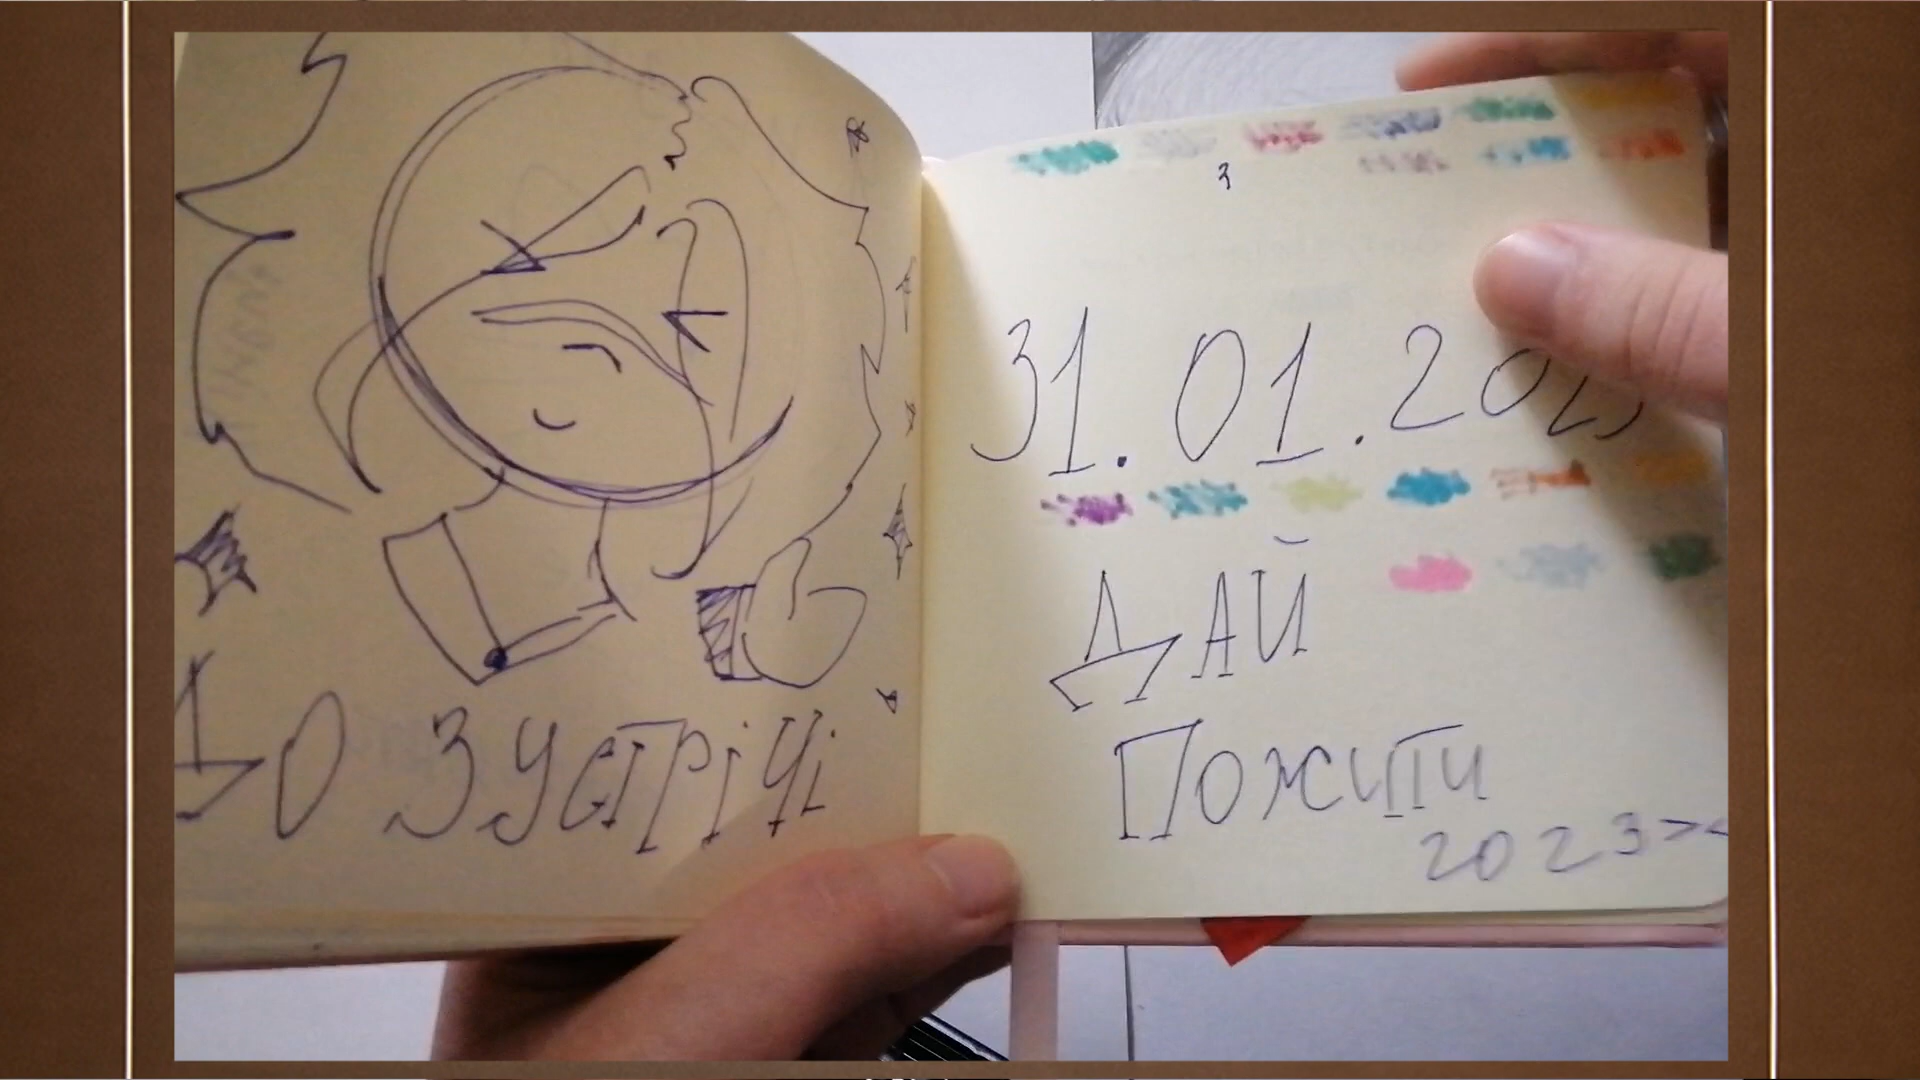 До зустрічі
з
31.01.2023
Дай
Пожити
2023><